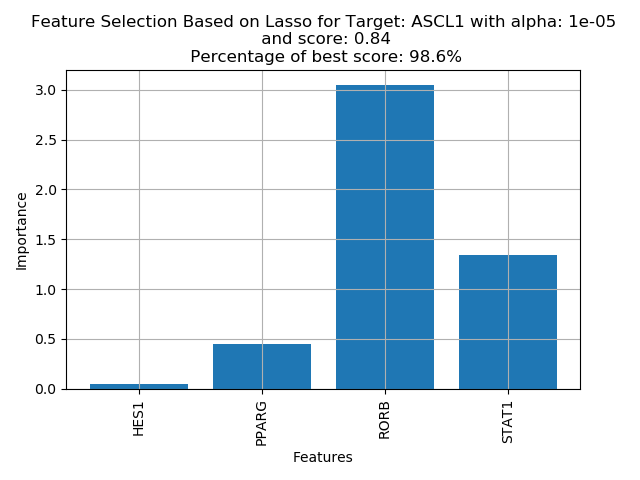 Feature Selection Based on Lasso for Target: ASCL1 with alpha: 1e-05
and score: 0.84
Percentage of best score: 98.6%
3.0
2.5
2.0
1.5
1.0
0.5
0.0
Importance
HES1
PPARG
RORB
STAT1
Features